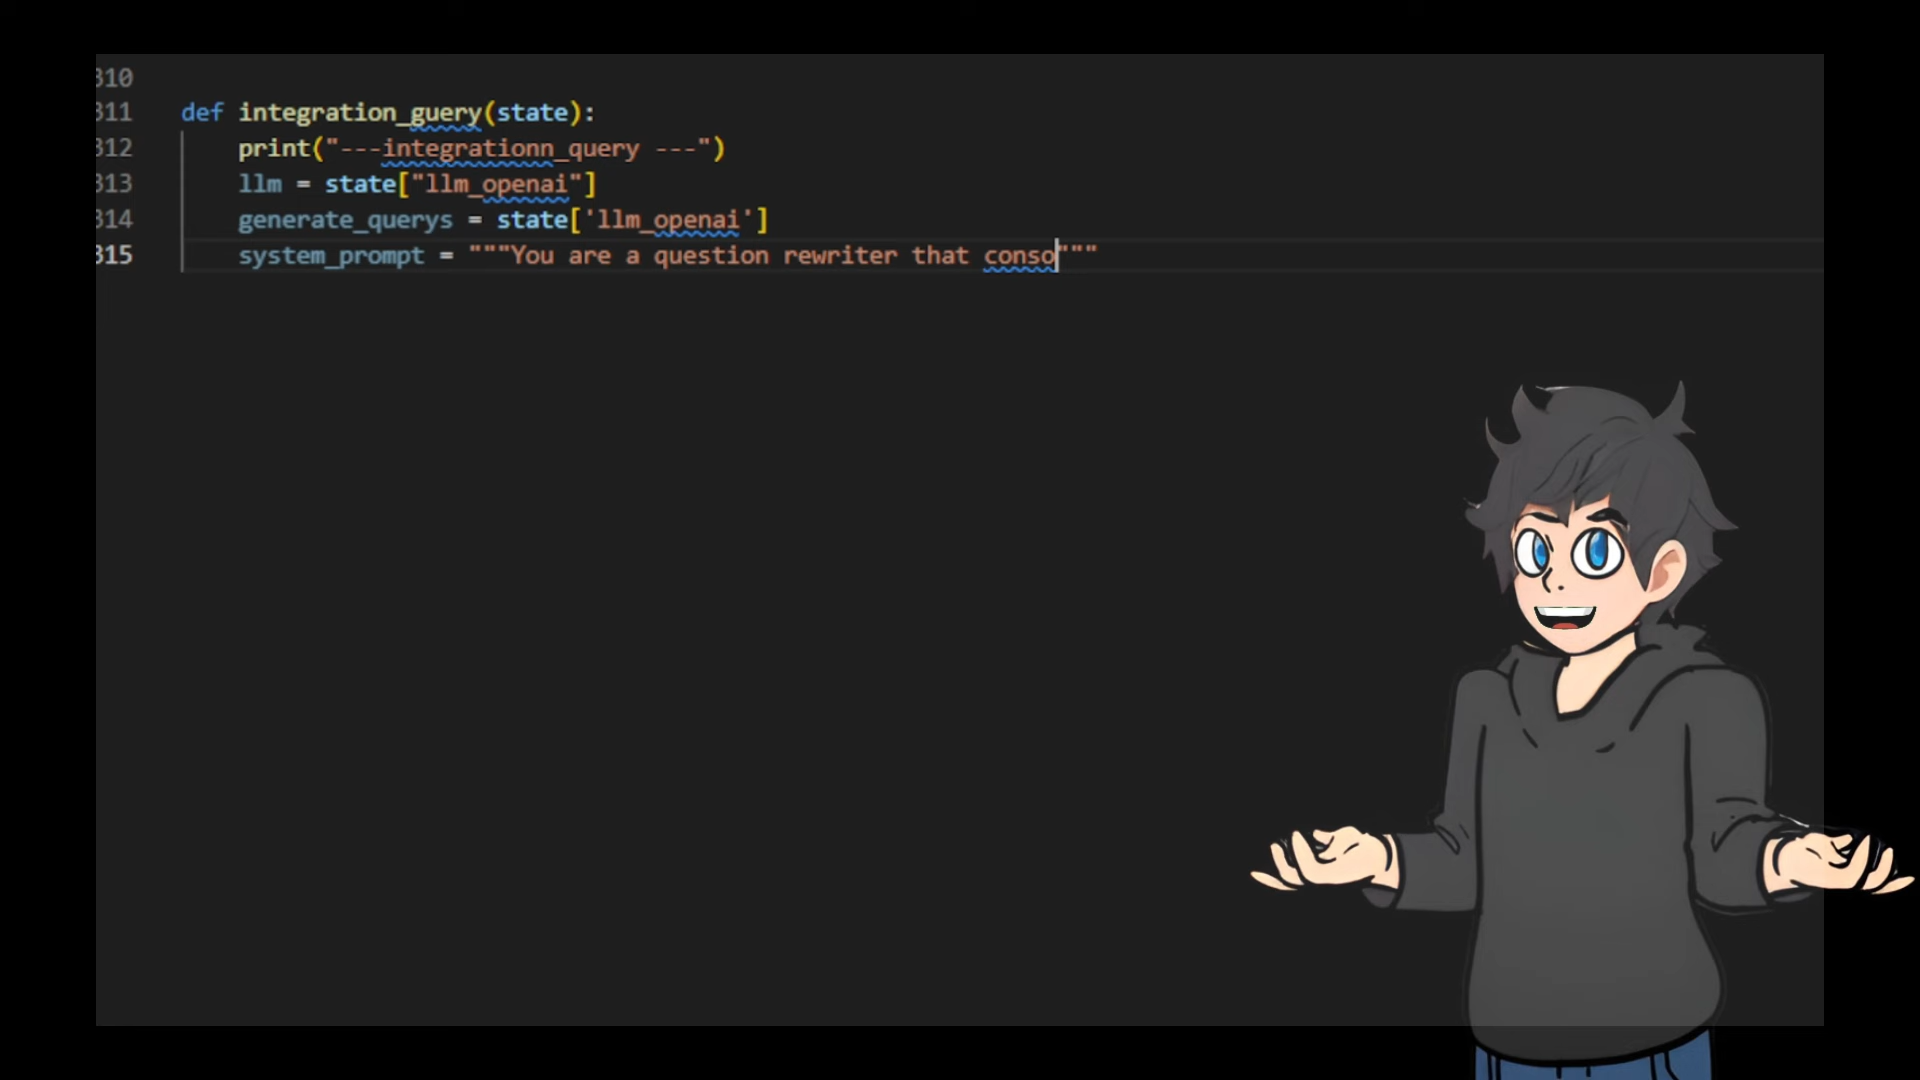 310
311 def integration_guery(state):
312 print("---integrationn_query ---")
313 llm = state["llm_openai"]
314 generate_querys = state['llm_openai']
315 system_prompt = """You are a question rewriter that conso"""